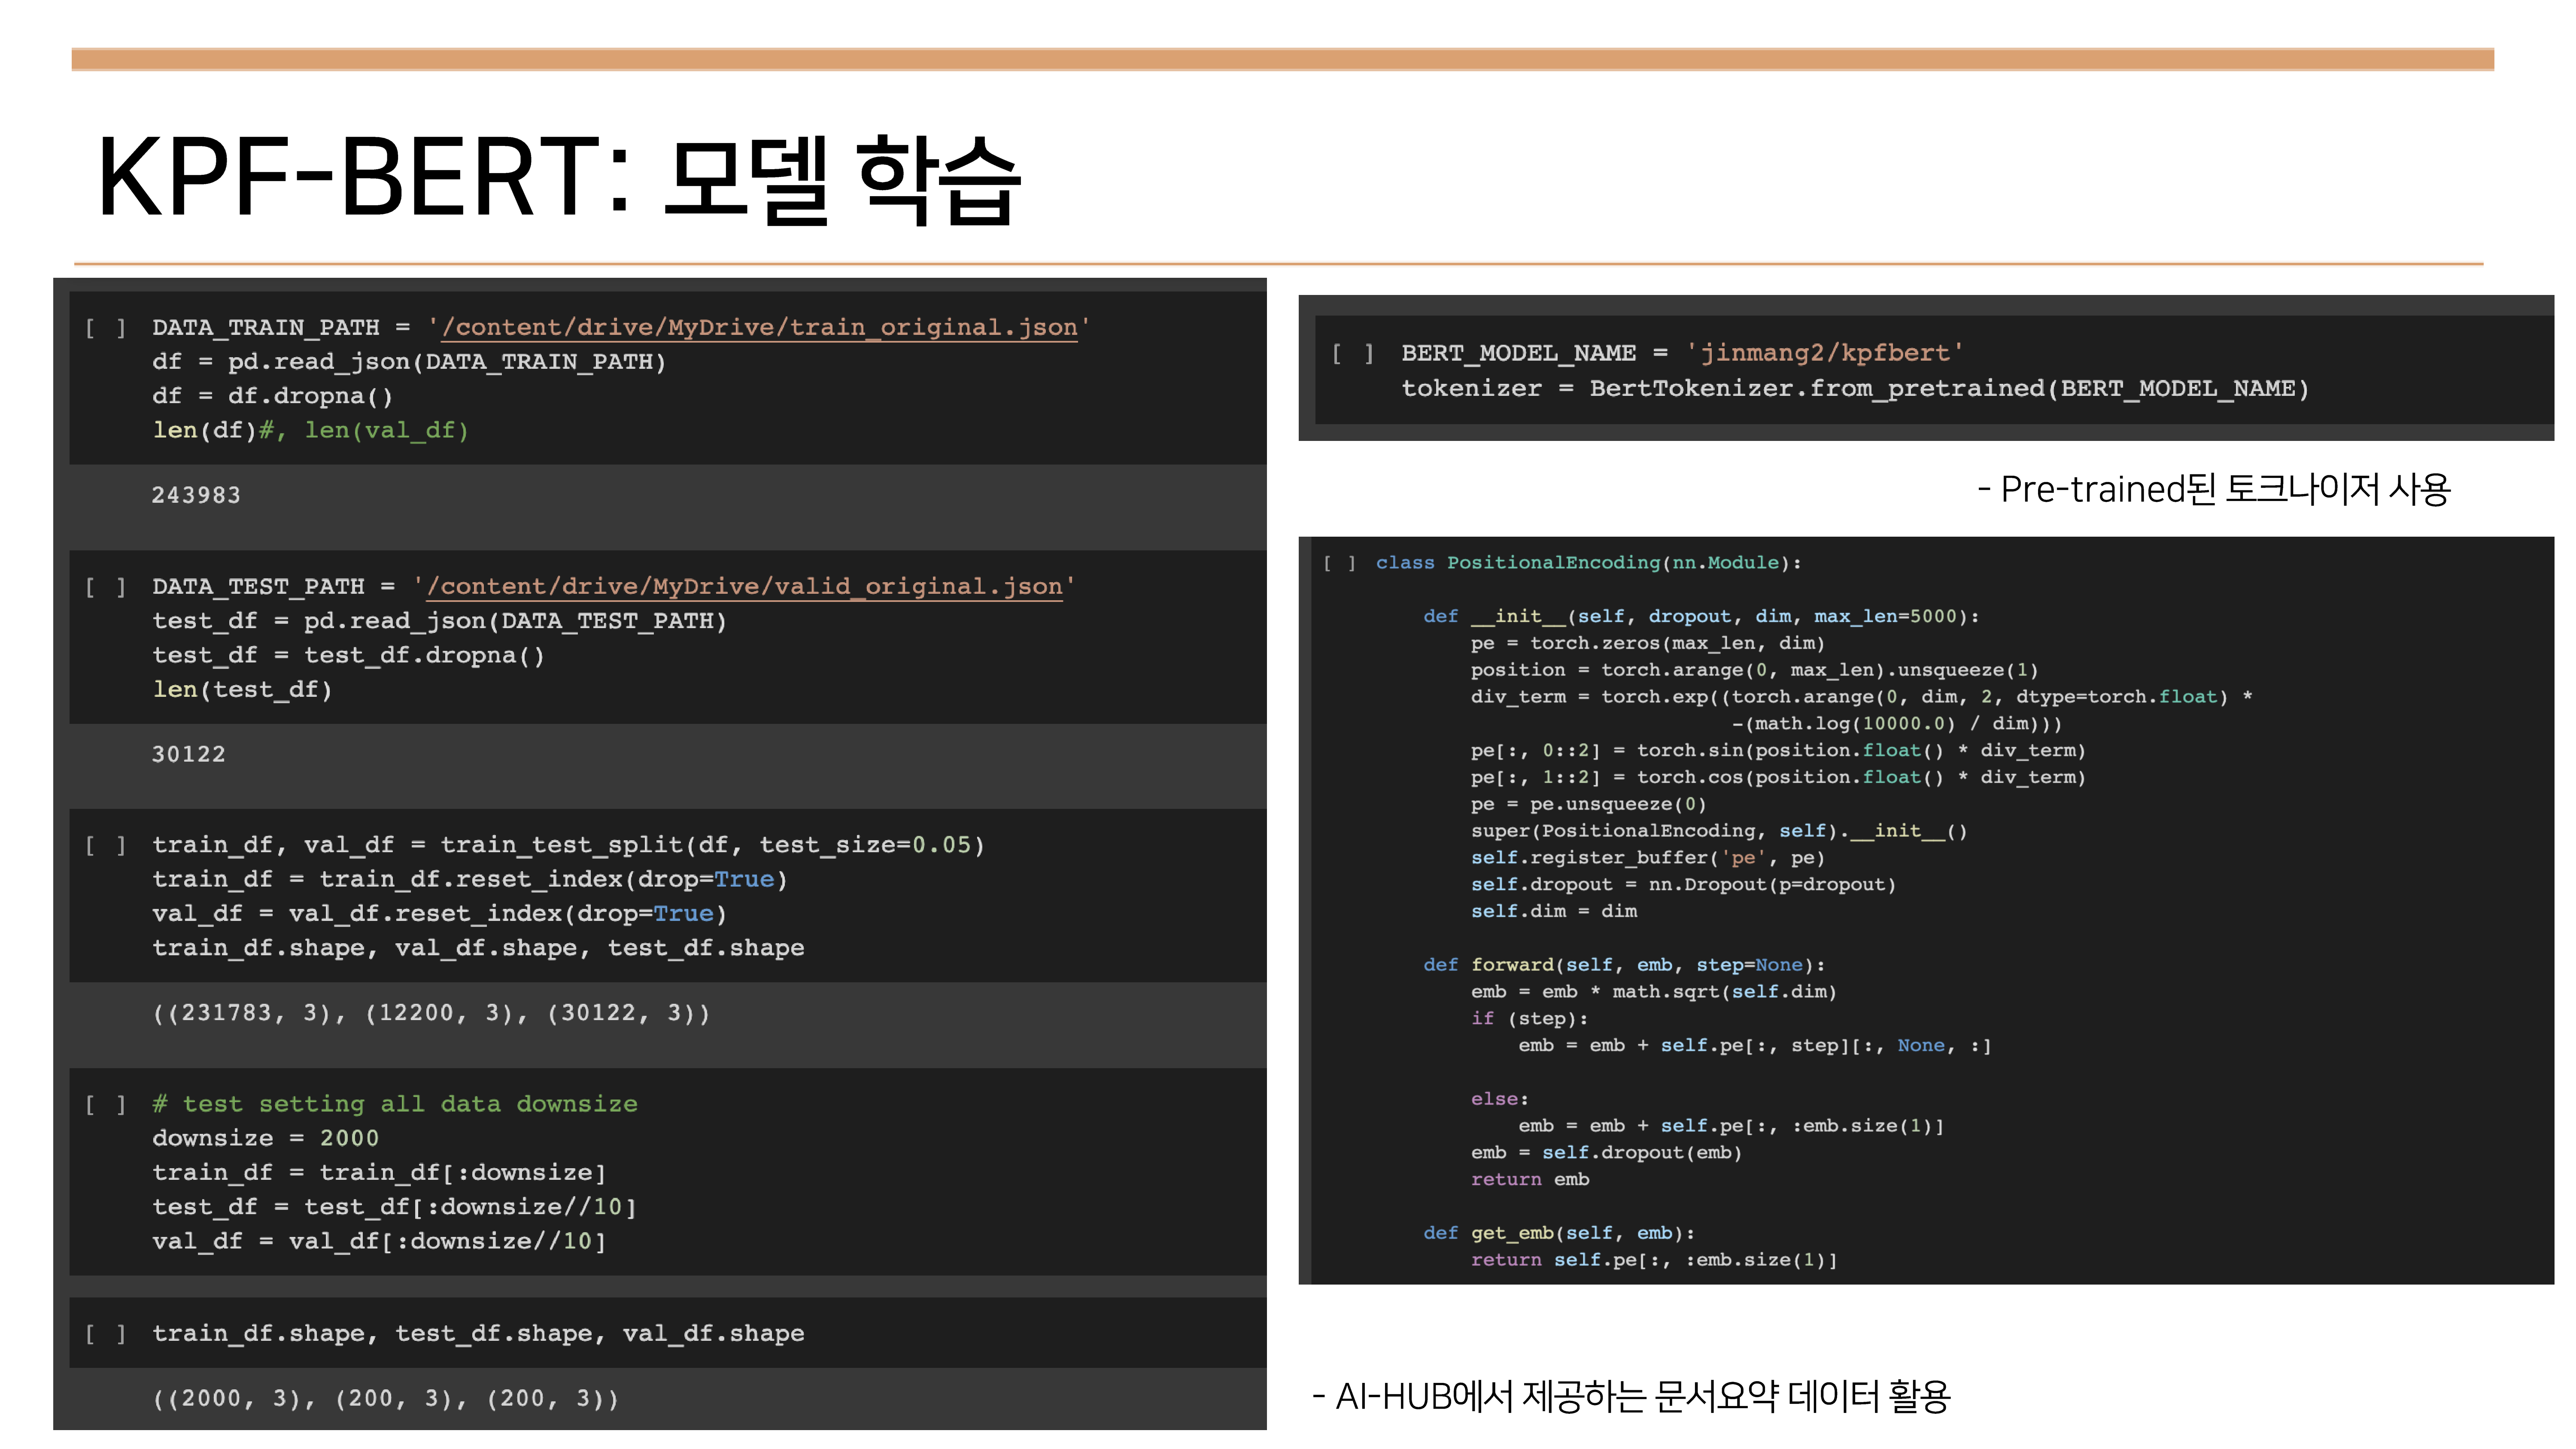 KPF-BERT: 모델 학습
[ ] DATA_TRAIN_PATH = '/content/drive/MyDrive/train_original.json'
df = pd.read_json(DATA_TRAIN_PATH)
df = df.dropna()
len(df)#, len(val_df)
243983
[ ] DATA_TEST_PATH = '/content/drive/MyDrive/valid_original.json'
test_df = pd.read_json(DATA_TEST_PATH)
test_df = test_df.dropna()
len(test_df)
30122
[ ] train_df, val_df = train_test_split(df, test_size=0.05)
train_df = train_df.reset_index(drop=True)
val_df = val_df.reset_index(drop=True)
train_df.shape, val_df.shape, test_df.shape
((231783, 3), (12200, 3), (30122, 3))
[ ] # test setting all data downsize
downsize = 2000
train_df = train_df[:downsize]
test_df = test_df[:downsize//10]
val_df = val_df[:downsize//10]
[ ] train_df.shape, test_df.shape, val_df.shape
((2000, 3), (200, 3), (200, 3))
[ ] BERT_MODEL_NAME = 'jinmang2/kpfbert'
tokenizer = BertTokenizer.from_pretrained(BERT_MODEL_NAME)
- Pre-trained된 토크나이저 사용
[ ] class PositionalEncoding(nn.Module):
def __init__(self, dropout, dim, max_len=5000):
pe = torch.zeros(max_len, dim)
position = torch.arange(0, max_len).unsqueeze(1)
div_term = torch.exp((torch.arange(0, dim, 2, dtype=torch.float) *
-(math.log(10000.0) / dim)))
pe[:, 0::2] = torch.sin(position.float() * div_term)
pe[:, 1::2] = torch.cos(position.float() * div_term)
pe = pe.unsqueeze(0)
super(PositionalEncoding, self).__init__()
self.register_buffer('pe', pe)
self.dropout = nn.Dropout(p=dropout)
self.dim = dim
def forward(self, emb, step=None):
emb = emb * math.sqrt(self.dim)
if (step):
emb = emb + self.pe[:, step][:, None, :]
else:
emb = emb + self.pe[:, :emb.size(1)]
emb = self.dropout(emb)
return emb
def get_emb(self, emb):
return self.pe[:, :emb.size(1)]
- AI-HUB에서 제공하는 문서요약 데이터 활용